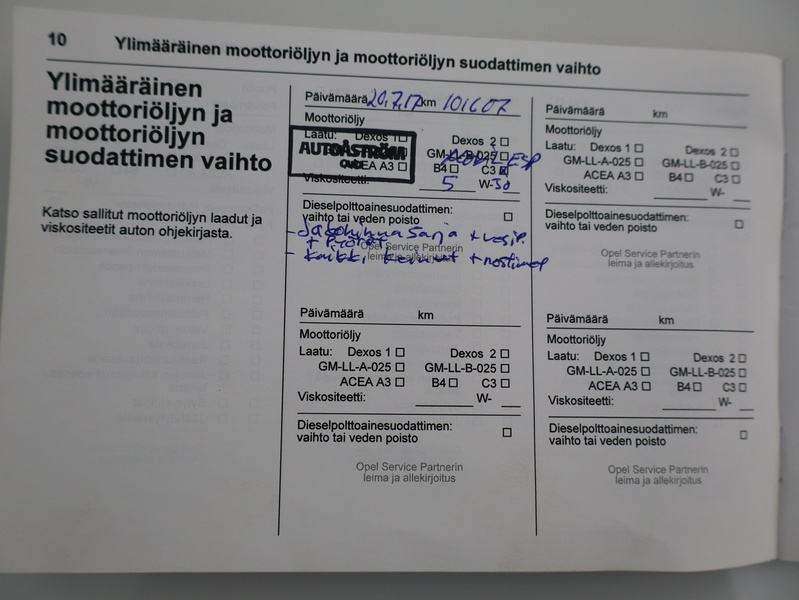 10 Ylimääräinen moottoriöljyn ja moottoriöljyn suodattimen vaihto
Ylimääräinen
moottoriöljyn ja
moottoriöljyn
suodattimen vaihto
Katso sallitut moottoriöljyn laadut ja
viskositeetit auton ohjekirjasta.
Päivämäärä 20.7.17 km 101607
Moottoriöljy
Laatu: Dexos 1 ☐ Dexos 2 ☐
AUTOÅSTRÖM
GM-LL-B-025 ☐ ESP
ACEA A3 ☐ B4 ☐ C3 ☒
Viskositeetti: 5 W-30
Dieselpolttoainesuodattimen: ☐
vaihto tai veden poisto
- Jakohihna sarja + vesip.
Opel Service Partnerin
leima ja allekirjoitus
- kaikki
Päivämäärä km
Moottoriöljy
Laatu: Dexos 1 ☐ Dexos 2 ☐
GM-LL-A-025 ☐ GM-LL-B-025 ☐
ACEA A3 ☐ B4 ☐ C3 ☐
Viskositeetti: W-
Dieselpolttoainesuodattimen: ☐
vaihto tai veden poisto
Opel Service Partnerin
leima ja allekirjoitus
Päivämäärä km
Moottoriöljy
Laatu: Dexos 1 ☐ Dexos 2 ☐
GM-LL-A-025 ☐ GM-LL-B-025 ☐
ACEA A3 ☐ B4 ☐ C3 ☐
Viskositeetti: W-
Dieselpolttoainesuodattimen: ☐
vaihto tai veden poisto
Opel Service Partnerin
leima ja allekirjoitus
Päivämäärä km
Moottoriöljy
Laatu: Dexos 1 ☐ Dexos 2 ☐
GM-LL-A-025 ☐ GM-LL-B-025 ☐
ACEA A3 ☐ B4 ☐ C3 ☐
Viskositeetti: W-
Dieselpolttoainesuodattimen: ☐
vaihto tai veden poisto
Opel Service Partnerin
leima ja allekirjoitus